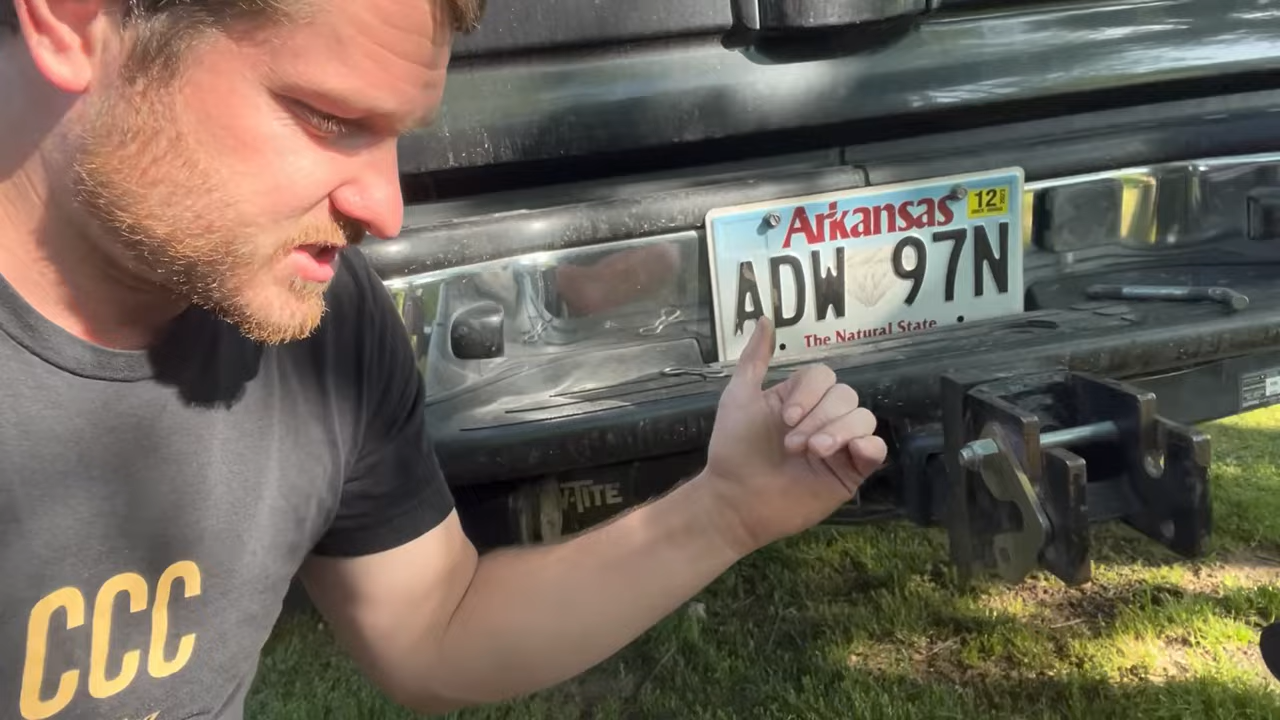 Arkansas
12
ADW 97N
The Natural State
-TITE
CCC